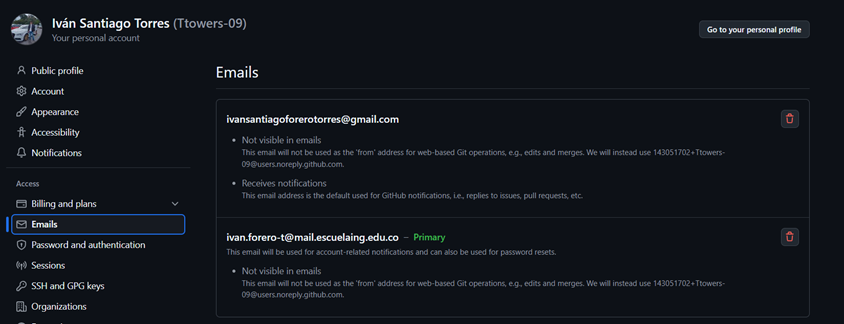 Iván Santiago Torres (Ttowers-09)
Your personal account
Go to your personal profile
Public profile
Account
Appearance
Accessibility
Notifications
Access
Billing and plans
Emails
Password and authentication
Sessions
SSH and GPG keys
Organizations
Emails
ivansantiagoforerotorres@gmail.com
Not visible in emails
This email will not be used as the 'from' address for web-based Git operations, e.g., edits and merges. We will instead use 143051702+Ttowers-
09@users.noreply.github.com.
Receives notifications
This email address is the default used for GitHub notifications, i.e., replies to issues, pull requests, etc.
ivan.forero-t@mail.escuelaing.edu.co – Primary
This email will be used for account-related notifications and can also be used for password resets.
Not visible in emails
This email will not be used as the 'from' address for web-based Git operations, e.g., edits and merges. We will instead use 143051702+Ttowers-
09@users.noreply.github.com.